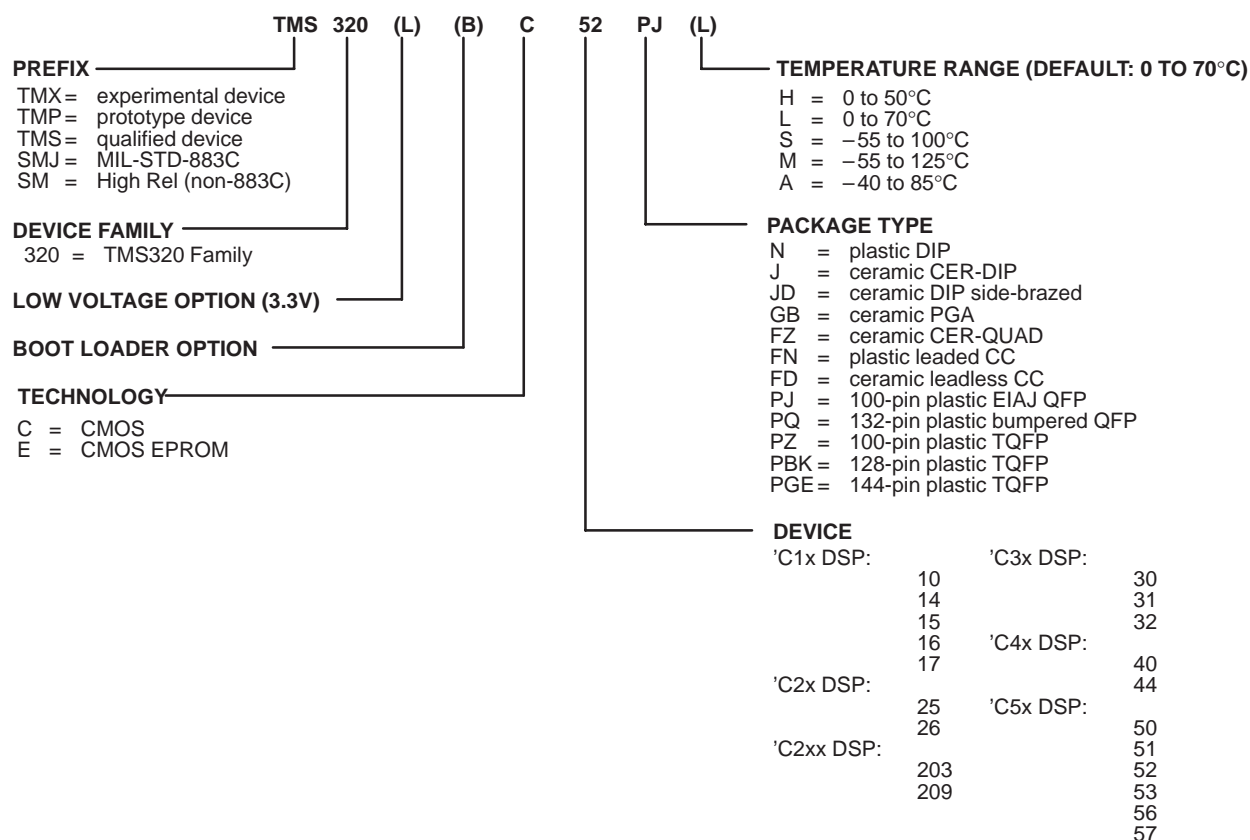 TMS 320 (L) (B) C 52 PJ (L)
PREFIX
TMX = experimental device
TMP = prototype device
TMS = qualified device
SMJ = MIL-STD-883C
SM = High Rel (non-883C)
DEVICE FAMILY
320 = TMS320 Family
LOW VOLTAGE OPTION (3.3V)
BOOT LOADER OPTION
TECHNOLOGY
C = CMOS
E = CMOS EPROM
TEMPERATURE RANGE (DEFAULT: 0 TO 70°C)
H = 0 to 50°C
L = 0 to 70°C
S = –55 to 100°C
M = –55 to 125°C
A = –40 to 85°C
PACKAGE TYPE
N = plastic DIP
J = ceramic CER-DIP
JD = ceramic DIP side-brazed
GB = ceramic PGA
FZ = ceramic CER-QUAD
FN = plastic leaded CC
FD = ceramic leadless CC
PJ = 100-pin plastic EIAJ QFP
PQ = 132-pin plastic bumpered QFP
PZ = 100-pin plastic TQFP
PBK = 128-pin plastic TQFP
PGE = 144-pin plastic TQFP
DEVICE
’C1x DSP:
10
14
15
16
17
’C2x DSP:
25
26
’C2xx DSP:
203
209
’C3x DSP:
30
31
32
’C4x DSP:
40
44
’C5x DSP:
50
51
52
53
56
57